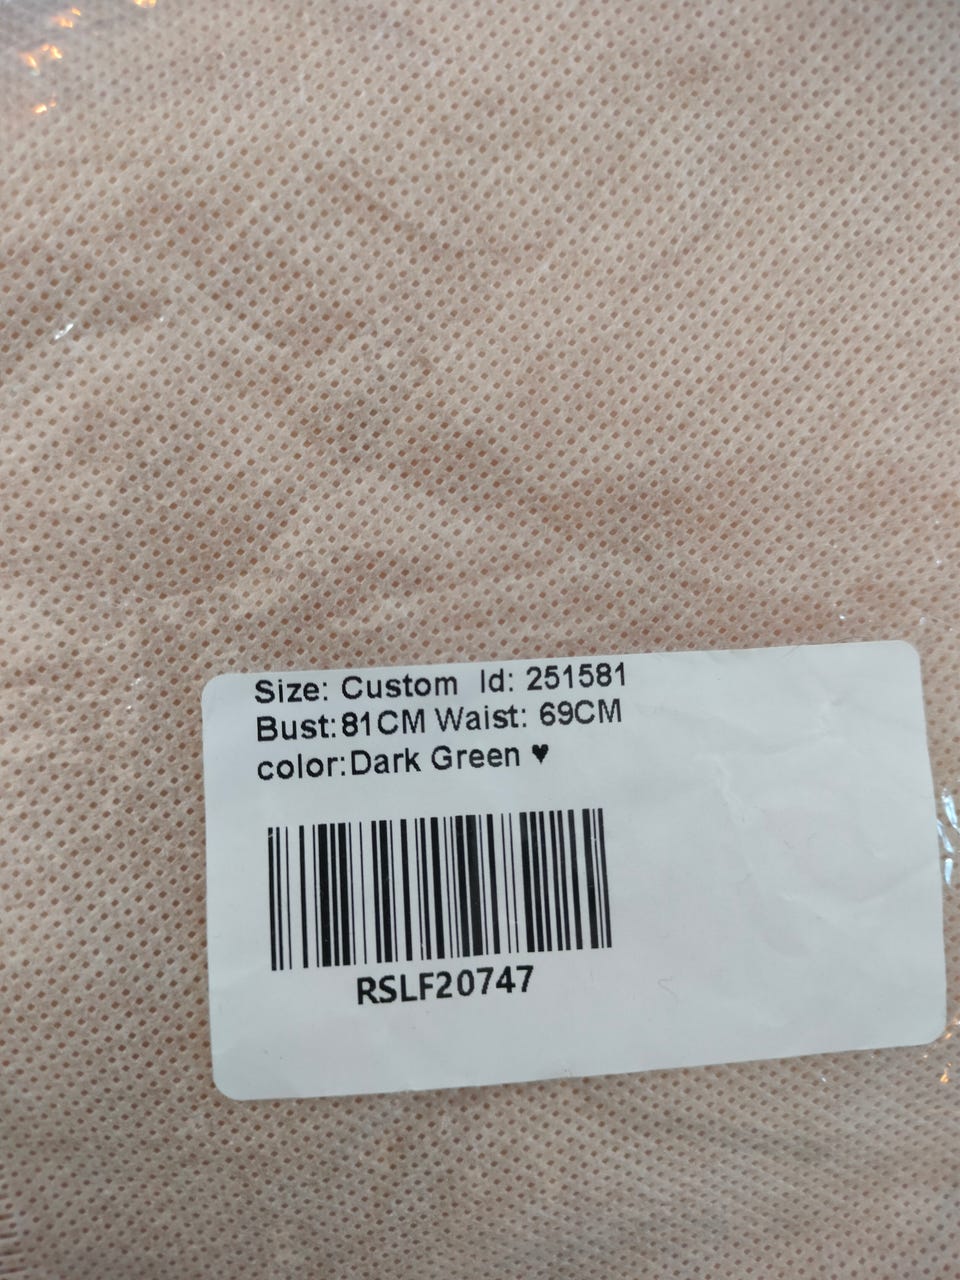 Size: Custom Id: 251581
Bust:81CM Waist: 69CM
color:Dark Green ♥
RSLF20747